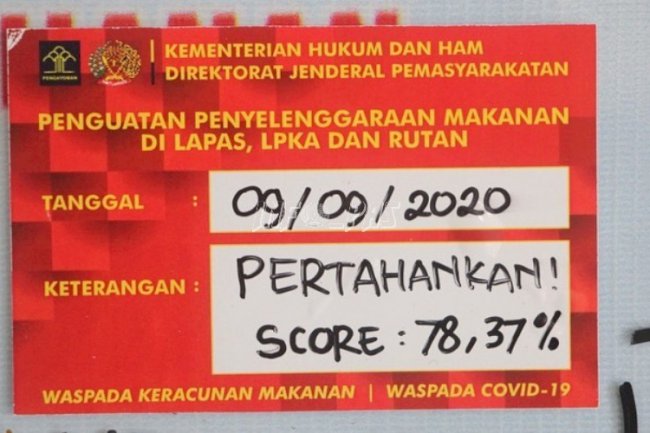 PENGAYOMAN
KEMENTERIAN HUKUM DAN HAM
DIREKTORAT JENDERAL PEMASYARAKATAN
PENGUATAN PENYELENGGARAAN MAKANAN
DI LAPAS, LPKA DAN RUTAN
TANGGAL : 09/09/2020
KETERANGAN : PERTAHANKAN!
SCORE : 78,37%
WASPADA KERACUNAN MAKANAN | WASPADA COVID-19